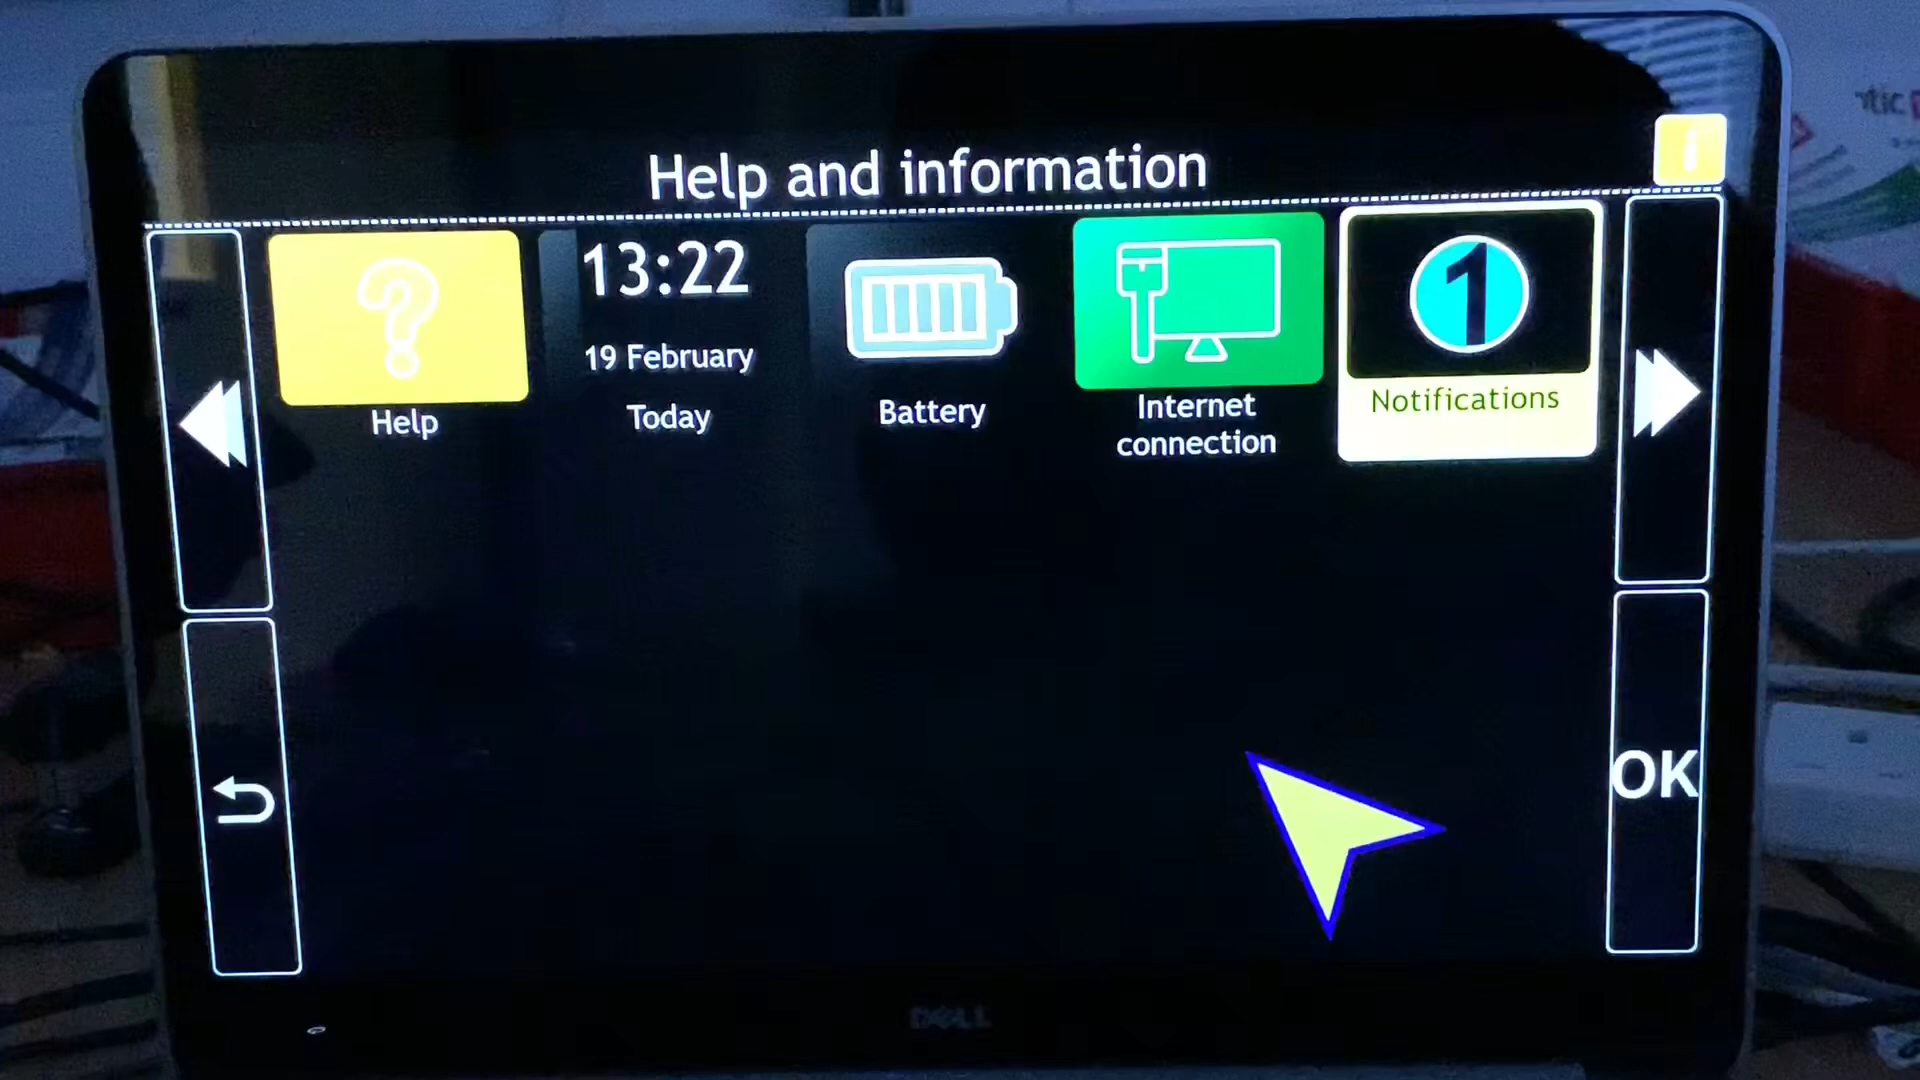 Help and information
i
13:22
19 February
1
Help
Today
Battery
Internet
connection
Notifications
OK
DELL